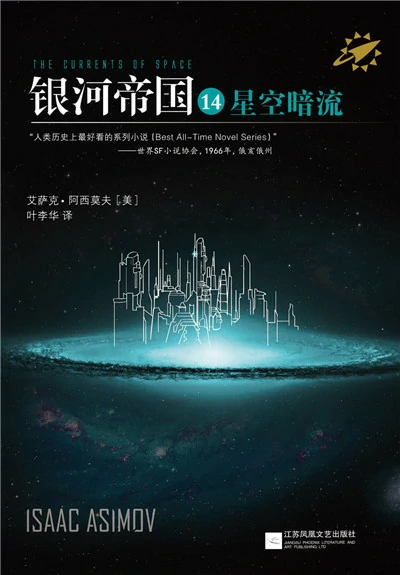 THE CURRENTS OF SPACE
银河帝国14星空暗流
“人类历史上最好看的系列小说（Best All-Time Novel Series）”
——世界SF小说协会，1966年，俄亥俄州
艾萨克·阿西莫夫［美］
叶李华 译
ISAAC ASIMOV
江苏凤凰文艺出版社
JIANGSU PHOENIX LITERATURE AND
ART PUBLISHING LTD